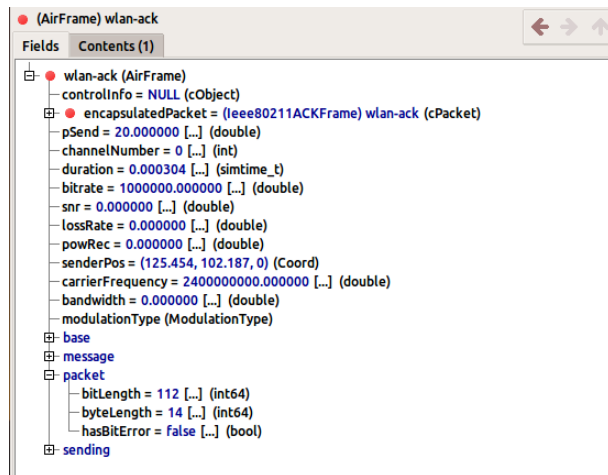 (AirFrame) wlan-ack
Fields Contents (1)
wlan-ack (AirFrame)
controlInfo = NULL (cObject)
encapsulatedPacket = (Ieee80211ACKFrame) wlan-ack (cPacket)
pSend = 20.000000 [...] (double)
channelNumber = 0 [...] (int)
duration = 0.000304 [...] (simtime_t)
bitrate = 1000000.000000 [...] (double)
snr = 0.000000 [...] (double)
lossRate = 0.000000 [...] (double)
powRec = 0.000000 [...] (double)
senderPos = (125.454, 102.187, 0) (Coord)
carrierFrequency = 2400000000.000000 [...] (double)
bandwidth = 0.000000 [...] (double)
modulationType (ModulationType)
base
message
packet
bitLength = 112 [...] (int64)
byteLength = 14 [...] (int64)
hasBitError = false [...] (bool)
sending